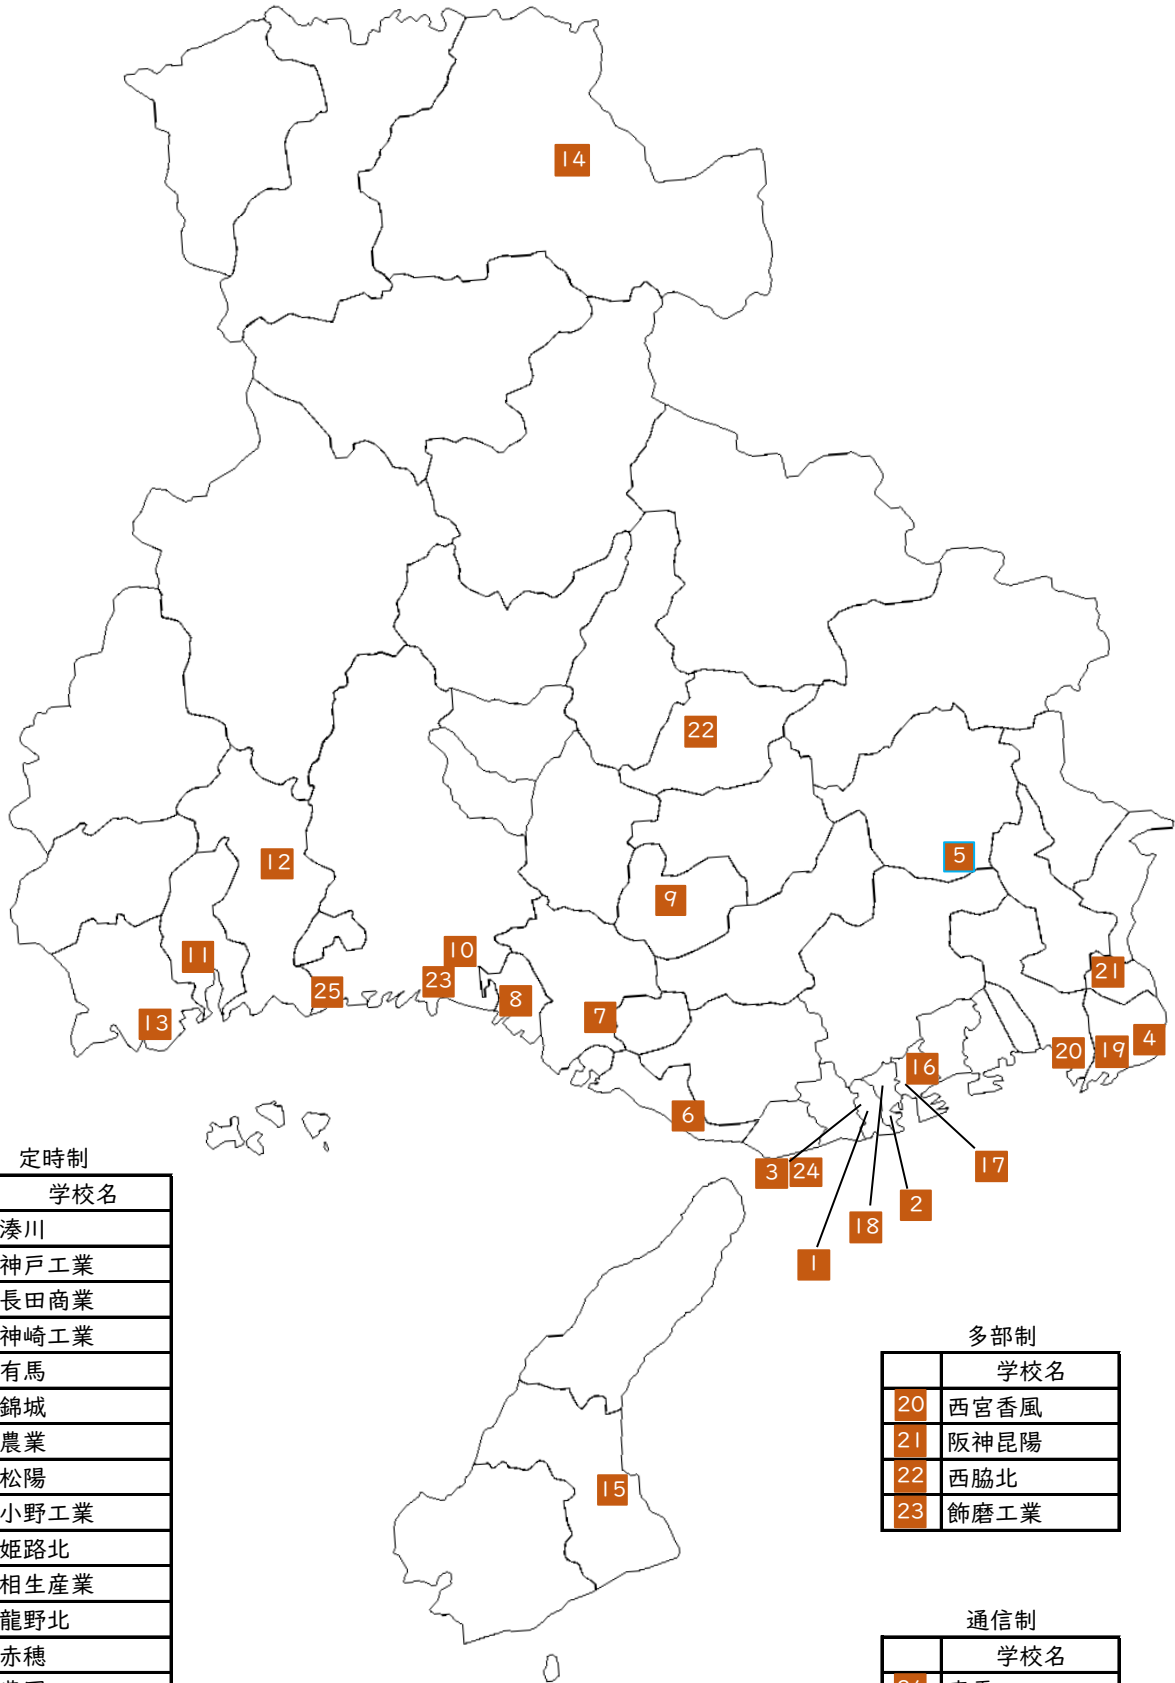 14
22
5
12
9
10
11
21
23
25
8
7
13
4
20
19
16
6
3
24
17
2
18
1
15
定時制
学校名
湊川
神戸工業
長田商業
神崎工業
有馬
錦城
農業
松陽
小野工業
姫路北
相生産業
龍野北
赤穂
多部制
学校名
20 西宮香風
21 阪神昆陽
22 西脇北
23 飾磨工業
通信制
学校名